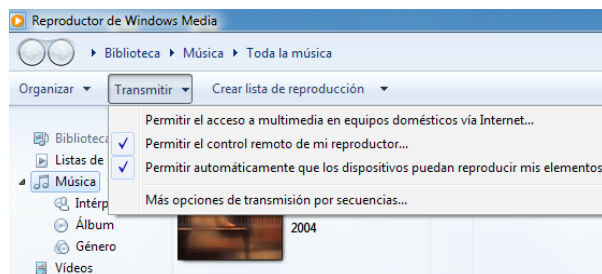 Reproductor de Windows Media
Biblioteca Música Toda la música
Organizar Transmitir Crear lista de reproducción
Permitir el acceso a multimedia en equipos domésticos vía Internet...
Biblioteca
Permitir el control remoto de mi reproductor...
Listas de
Permitir automáticamente que los dispositivos puedan reproducir mis elementos
Música
Más opciones de transmisión por secuencias...
Intérp
Álbum
2004
Género
Vídeos